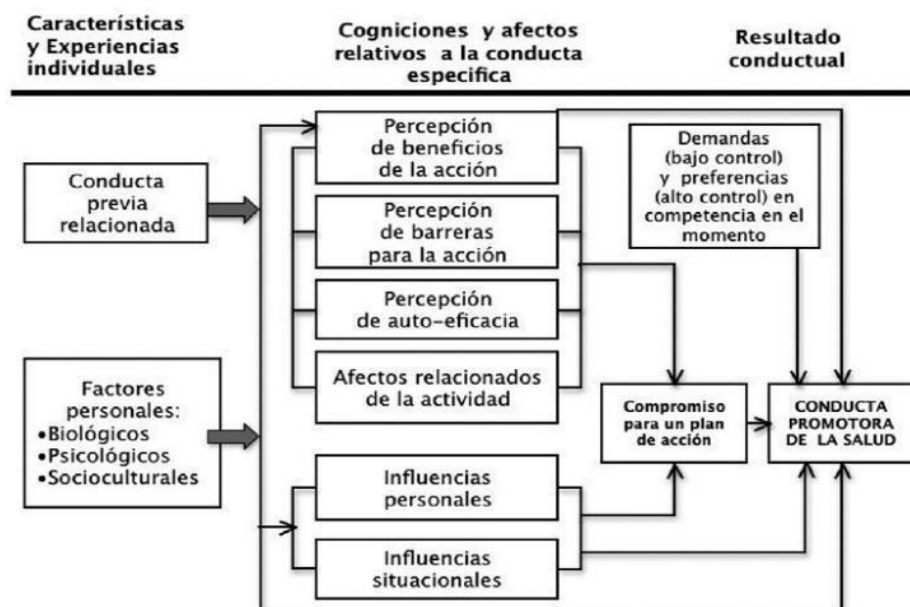 Características
y Experiencias
individuales
Cogniciones y afectos
relativos a la conducta
especifica
Resultado
conductual
Conducta
previa
relacionada
Factores
personales:
•Biológicos
•Psicológicos
•Socioculturales
Percepción
de beneficios
de la acción
Percepción
de barreras
para la acción
Percepción
de auto-eficacia
Afectos relacionados
de la actividad
Influencias
personales
Influencias
situacionales
Demandas
(bajo control)
y preferencias
(alto control) en
competencia en el
momento
Compromiso
para un plan
de acción
CONDUCTA
PROMOTORA
DE LA SALUD